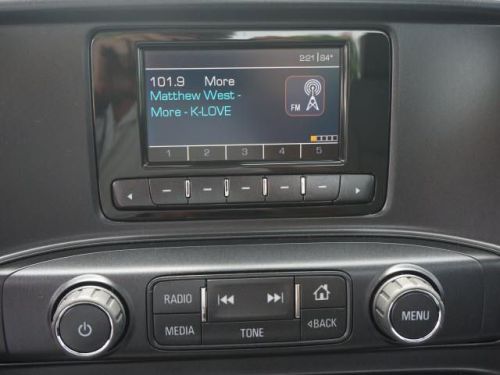 2:21 | 84°
101.9 More
Matthew West -
More - K-LOVE
FM
1 2 3 4 5
RADIO
MEDIA
TONE
BACK
MENU